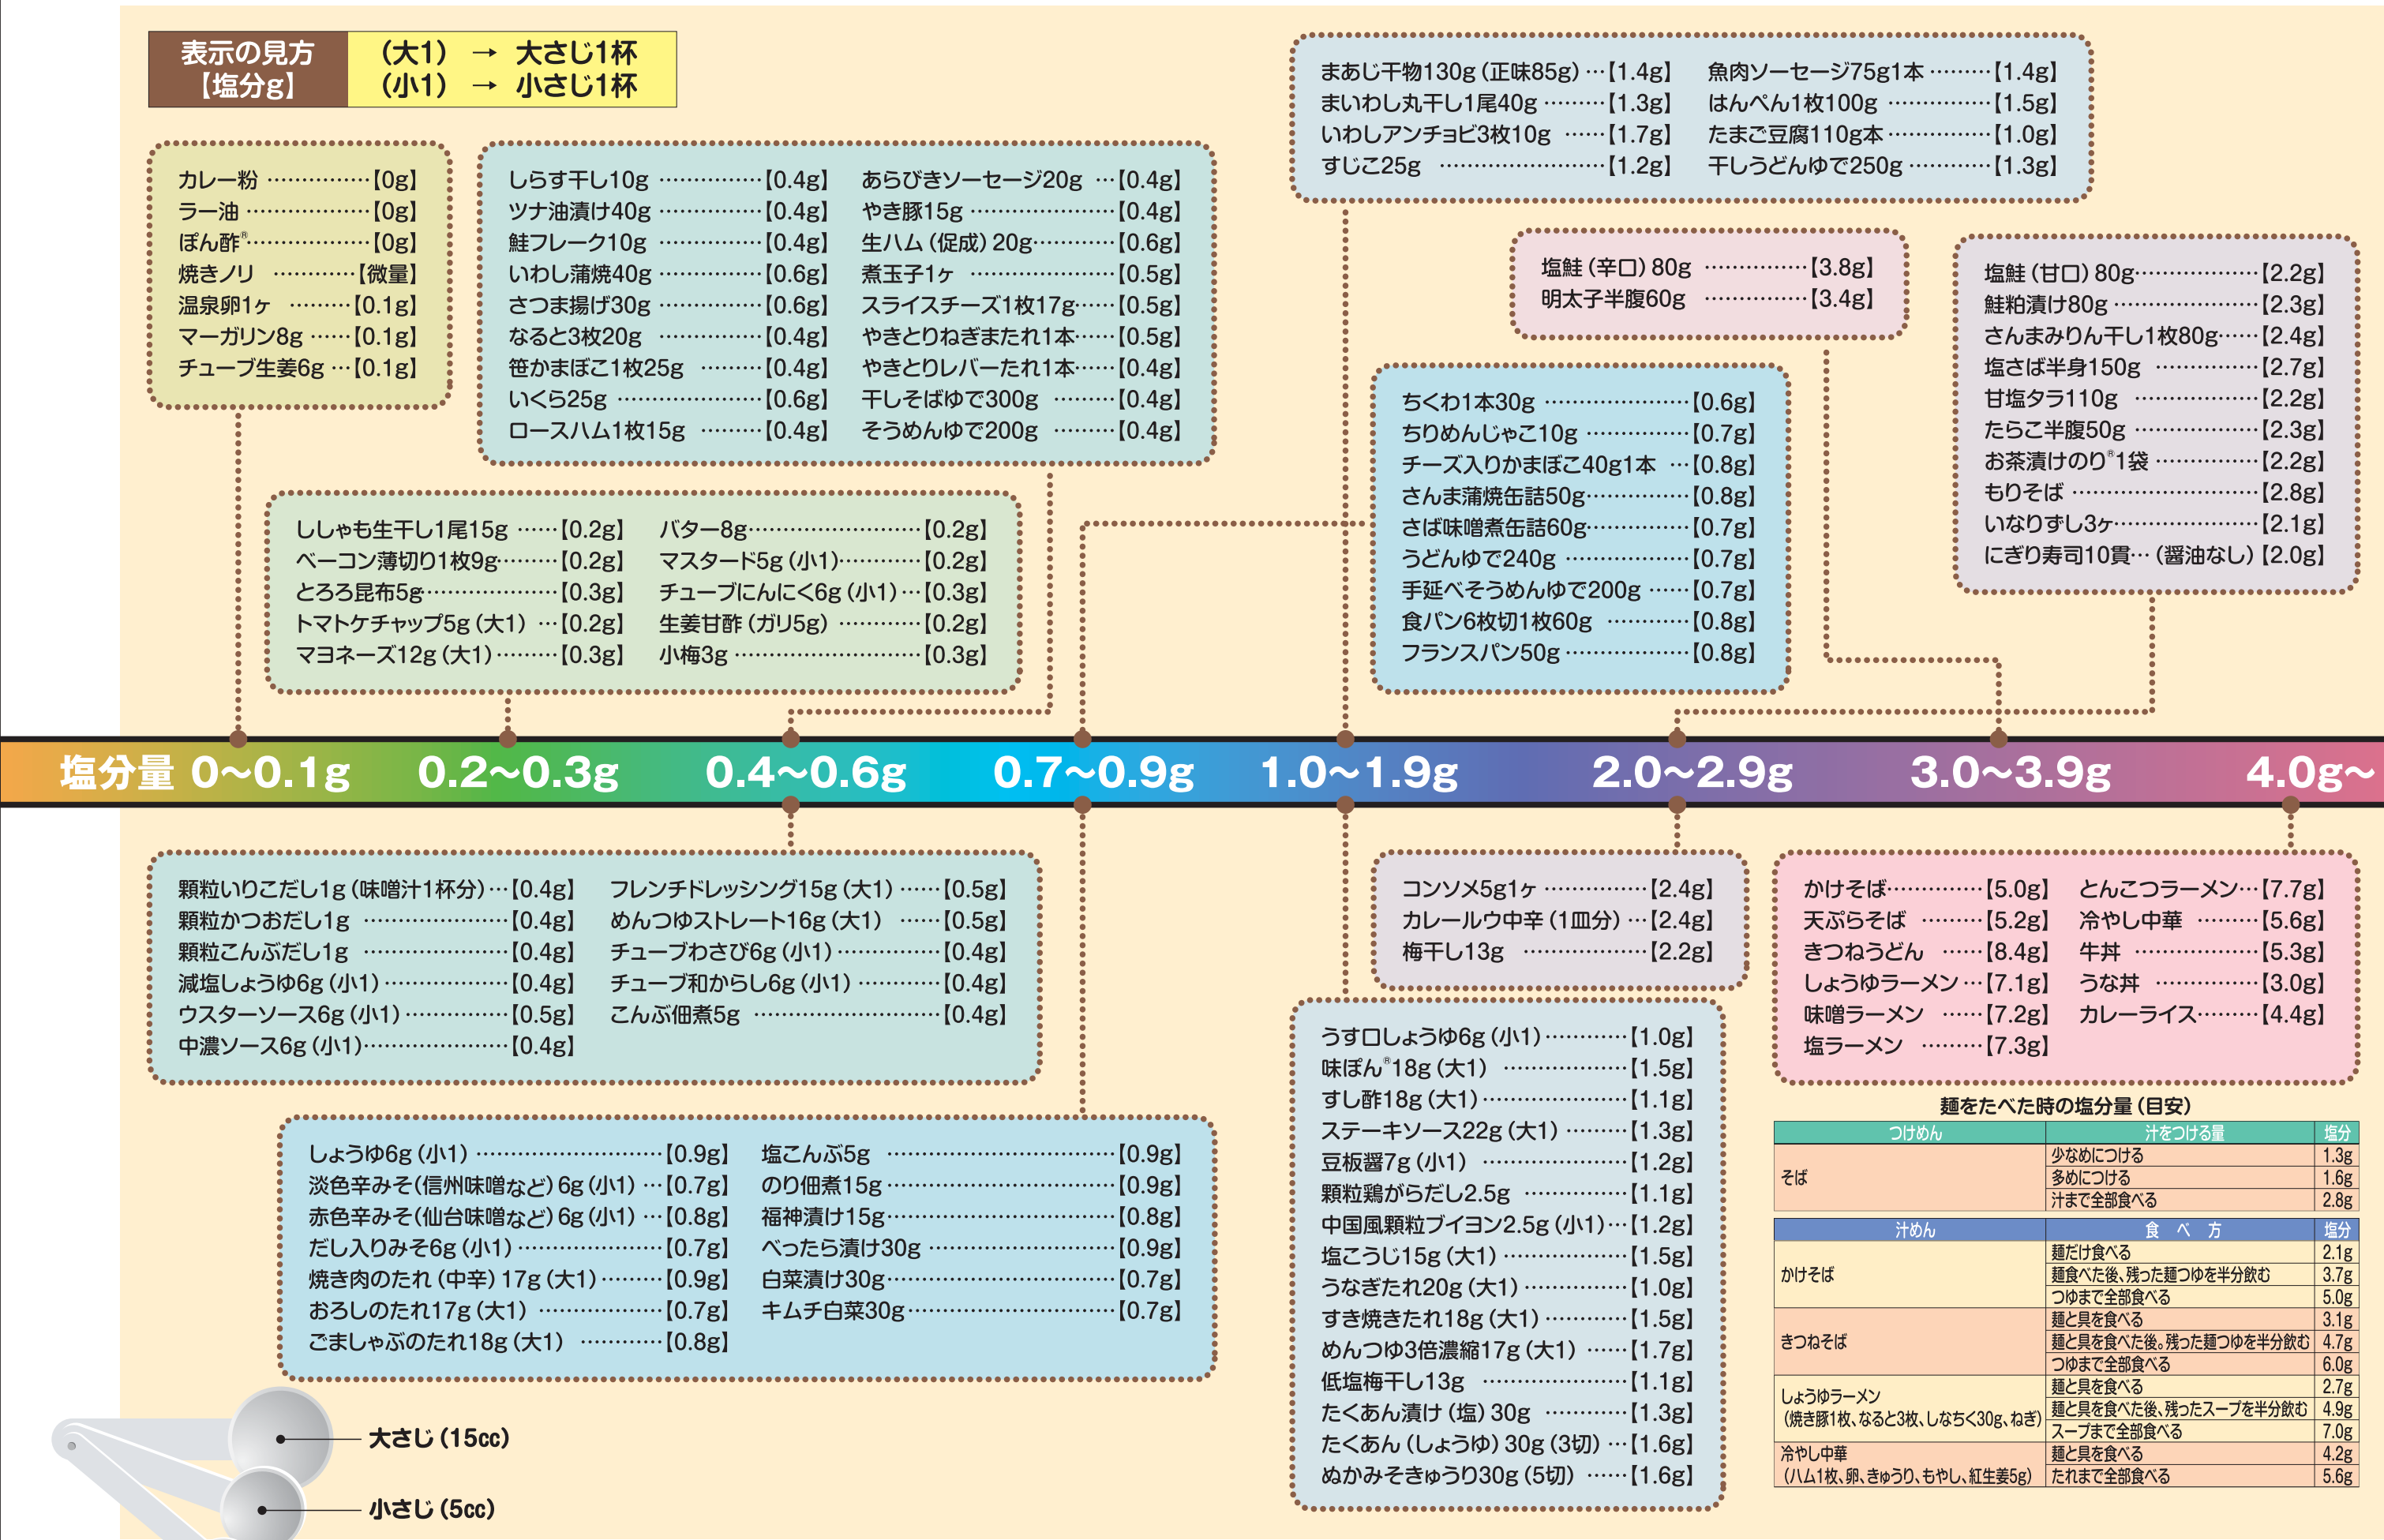 表示の見方
【塩分g】
（大1） → 大さじ1杯
（小1） → 小さじ1杯
カレー粉 ……………【0g】
ラー油 ………………【0g】
ぽん酢®………………【0g】
焼きノリ …………【微量】
温泉卵1ヶ ………【0.1g】
マーガリン8g ……【0.1g】
チューブ生姜6g …【0.1g】
しらす干し10g ……………【0.4g】
ツナ油漬け40g ……………【0.4g】
鮭フレーク10g ……………【0.4g】
いわし蒲焼40g ……………【0.6g】
さつま揚げ30g ……………【0.6g】
なると3枚20g ……………【0.4g】
笹かまぼこ1枚25g ………【0.4g】
いくら25g …………………【0.6g】
ロースハム1枚15g ………【0.4g】
あらびきソーセージ20g …【0.4g】
やき豚15g …………………【0.4g】
生ハム（促成）20g…………【0.6g】
煮玉子1ヶ …………………【0.5g】
スライスチーズ1枚17g……【0.5g】
やきとりねぎまたれ1本……【0.5g】
やきとりレバーたれ1本……【0.4g】
干しそばゆで300g ………【0.4g】
そうめんゆで200g ………【0.4g】
ししゃも生干し1尾15g ……【0.2g】
ベーコン薄切り1枚9g………【0.2g】
とろろ昆布5g………………【0.3g】
トマトケチャップ5g（大1） …【0.2g】
マヨネーズ12g（大1）………【0.3g】
バター8g……………………【0.2g】
マスタード5g（小1）…………【0.2g】
チューブにんにく6g（小1）…【0.3g】
生姜甘酢（ガリ5g） …………【0.2g】
小梅3g ………………………【0.3g】
まあじ干物130g（正味85g）…【1.4g】
まいわし丸干し1尾40g ………【1.3g】
いわしアンチョビ3枚10g ……【1.7g】
すじこ25g ……………………【1.2g】
魚肉ソーセージ75g1本 ………【1.4g】
はんぺん1枚100g ……………【1.5g】
たまご豆腐110g本……………【1.0g】
干しうどんゆで250g …………【1.3g】
塩鮭（辛口）80g ……………【3.8g】
明太子半腹60g ……………【3.4g】
塩鮭（甘口）80g………………【2.2g】
鮭粕漬け80g …………………【2.3g】
さんまみりん干し1枚80g……【2.4g】
塩さば半身150g ……………【2.7g】
甘塩タラ110g ………………【2.2g】
たらこ半腹50g ………………【2.3g】
お茶漬けのり®1袋 ……………【2.2g】
もりそば ………………………【2.8g】
いなりずし3ヶ…………………【2.1g】
にぎり寿司10貫…（醤油なし）【2.0g】
ちくわ1本30g …………………【0.6g】
ちりめんじゃこ10g ……………【0.7g】
チーズ入りかまぼこ40g1本 …【0.8g】
さんま蒲焼缶詰50g……………【0.8g】
さば味噌煮缶詰60g……………【0.7g】
うどんゆで240g ………………【0.7g】
手延べそうめんゆで200g ……【0.7g】
食パン6枚切1枚60g …………【0.8g】
フランスパン50g ………………【0.8g】
塩分量 0〜0.1g 0.2〜0.3g 0.4〜0.6g 0.7〜0.9g 1.0〜1.9g 2.0〜2.9g 3.0〜3.9g 4.0g〜
顆粒いりこだし1g（味噌汁1杯分）…【0.4g】
顆粒かつおだし1g …………………【0.4g】
顆粒こんぶだし1g …………………【0.4g】
減塩しょうゆ6g（小1）………………【0.4g】
ウスターソース6g（小1）……………【0.5g】
中濃ソース6g（小1）…………………【0.4g】
フレンチドレッシング15g（大1） ……【0.5g】
めんつゆストレート16g（大1） ……【0.5g】
チューブわさび6g（小1）……………【0.4g】
チューブ和からし6g（小1） …………【0.4g】
こんぶ佃煮5g ………………………【0.4g】
しょうゆ6g（小1） ………………………【0.9g】
淡色辛みそ（信州味噌など）6g（小1） …【0.7g】
赤色辛みそ（仙台味噌など）6g（小1） …【0.8g】
だし入りみそ6g（小1）…………………【0.7g】
焼き肉のたれ（中辛）17g（大1）………【0.9g】
おろしのたれ17g（大1） ………………【0.7g】
ごましゃぶのたれ18g（大1） …………【0.8g】
塩こんぶ5g ……………………………【0.9g】
のり佃煮15g……………………………【0.9g】
福神漬け15g……………………………【0.8g】
べったら漬け30g ………………………【0.9g】
白菜漬け30g……………………………【0.7g】
キムチ白菜30g…………………………【0.7g】
コンソメ5g1ヶ ……………【2.4g】
カレールウ中辛（1皿分） …【2.4g】
梅干し13g ………………【2.2g】
うす口しょうゆ6g（小1）…………【1.0g】
味ぽん®18g（大1） ………………【1.5g】
すし酢18g（大1）…………………【1.1g】
ステーキソース22g（大1） ………【1.3g】
豆板醤7g（小1） …………………【1.2g】
顆粒鶏がらだし2.5g ……………【1.1g】
中国風顆粒ブイヨン2.5g（小1）…【1.2g】
塩こうじ15g（大1）………………【1.5g】
うなぎたれ20g（大1）……………【1.0g】
すき焼きたれ18g（大1）…………【1.5g】
めんつゆ3倍濃縮17g（大1） ……【1.7g】
低塩梅干し13g …………………【1.1g】
たくあん漬け（塩）30g …………【1.3g】
たくあん（しょうゆ）30g（3切） …【1.6g】
ぬかみそきゅうり30g（5切） ……【1.6g】
かけそば…………【5.0g】
天ぷらそば ………【5.2g】
きつねうどん ……【8.4g】
しょうゆラーメン …【7.1g】
味噌ラーメン ……【7.2g】
塩ラーメン ………【7.3g】
とんこつラーメン…【7.7g】
冷やし中華 ………【5.6g】
牛丼 ………………【5.3g】
うな丼 ……………【3.0g】
カレーライス………【4.4g】
麺をたべた時の塩分量（目安）
つけめん 汁をつける量 塩分
そば 少なめにつける 1.3g
多めにつける 1.6g
汁まで全部食べる 2.8g
汁めん 食べ方 塩分
かけそば 麺だけ食べる 2.1g
麺食べた後、残った麺つゆを半分飲む 3.7g
つゆまで全部食べる 5.0g
きつねそば 麺と具を食べる 3.1g
麺と具を食べた後。残った麺つゆを半分飲む 4.7g
つゆまで全部食べる 6.0g
しょうゆラーメン
（焼き豚1枚、なると3枚、しなちく30g、ねぎ）
麺と具を食べる 2.7g
麺と具を食べた後、残ったスープを半分飲む 4.9g
スープまで全部食べる 7.0g
冷やし中華
（ハム1枚、卵、きゅうり、もやし、紅生姜5g）
麺と具を食べる 4.2g
たれまで全部食べる 5.6g
大さじ（15cc）
小さじ（5cc）